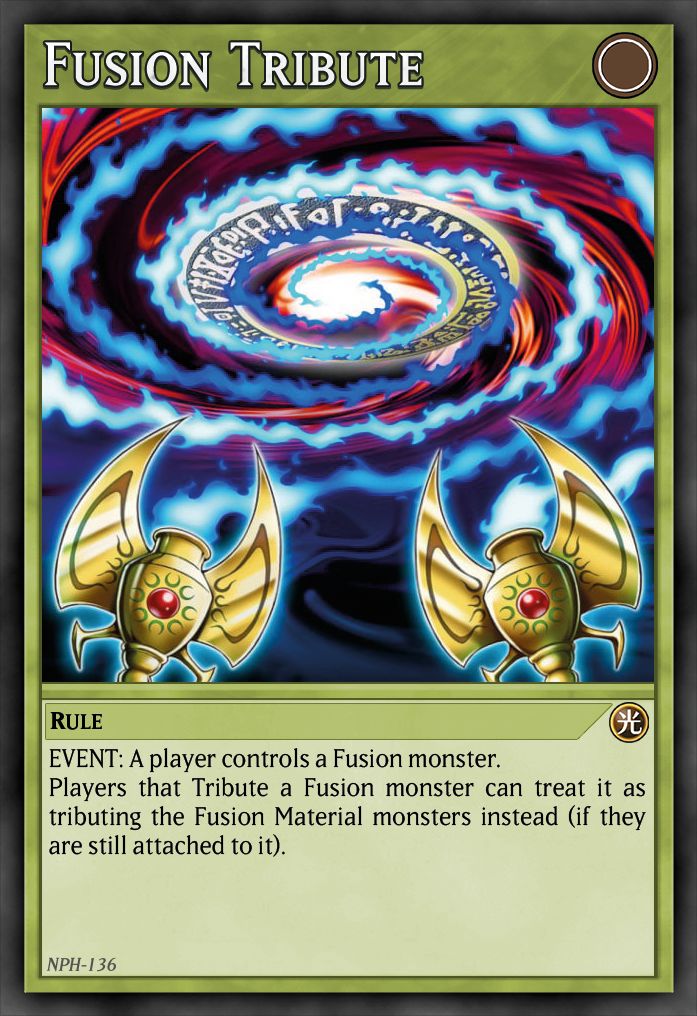 Fusion Tribute
Rule
光
EVENT: A player controls a Fusion monster.
Players that Tribute a Fusion monster can treat it as
tributing the Fusion Material monsters instead (if they
are still attached to it).
NPH-136